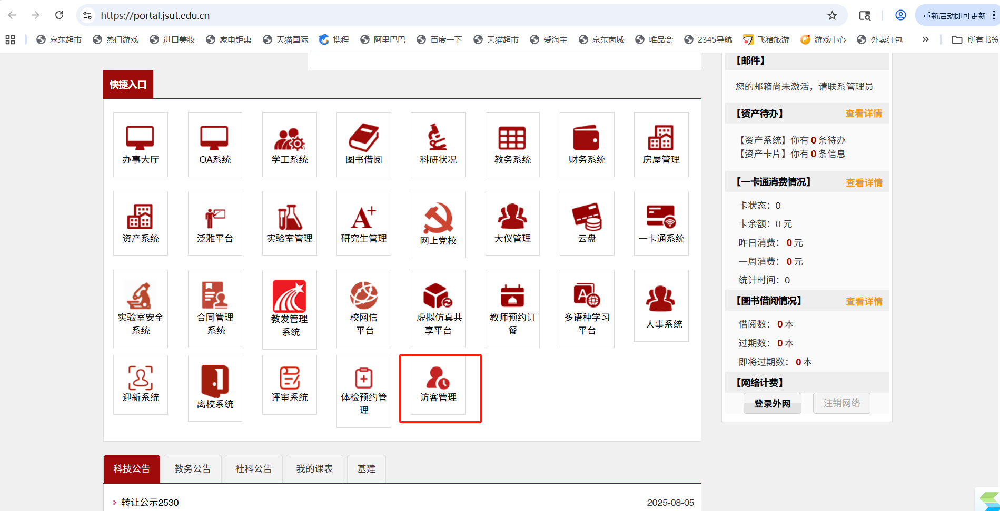 https://portal.jsut.edu.cn
重新启动即可更新
京东超市 热门游戏 进口美妆 家电钜惠 天猫国际 携程 阿里巴巴 百度一下 天猫超市 爱淘宝 京东商城 唯品会 2345导航 飞猪旅游 游戏中心 外卖红包 » 所有书签
快捷入口
办事大厅 OA系统 学工系统 图书借阅 科研状况 教务系统 财务系统 房屋管理
资产系统 泛雅平台 实验室管理 研究生管理 网上党校 大仪管理 云盘 一卡通系统
实验室安全系统 合同管理系统 教发管理系统 校网信平台 虚拟仿真共享平台 教师预约订餐 多语种学习平台 人事系统
迎新系统 离校系统 评审系统 体检预约管理 访客管理
科技公告 教务公告 社科公告 我的课表 基建
转让公示2530 2025-08-05
【邮件】
您的邮箱尚未激活，请联系管理员
【资产待办】 查看详情
【资产系统】你有 0 条待办
【资产卡片】你有 0 条信息
【一卡通消费情况】 查看详情
卡状态：0
卡余额：0 元
昨日消费： 0 元
一周消费： 0 元
统计时间：0
【图书借阅情况】 查看详情
借阅数： 0 本
过期数： 0 本
即将过期数： 0 本
【网络计费】
登录外网 注销网络